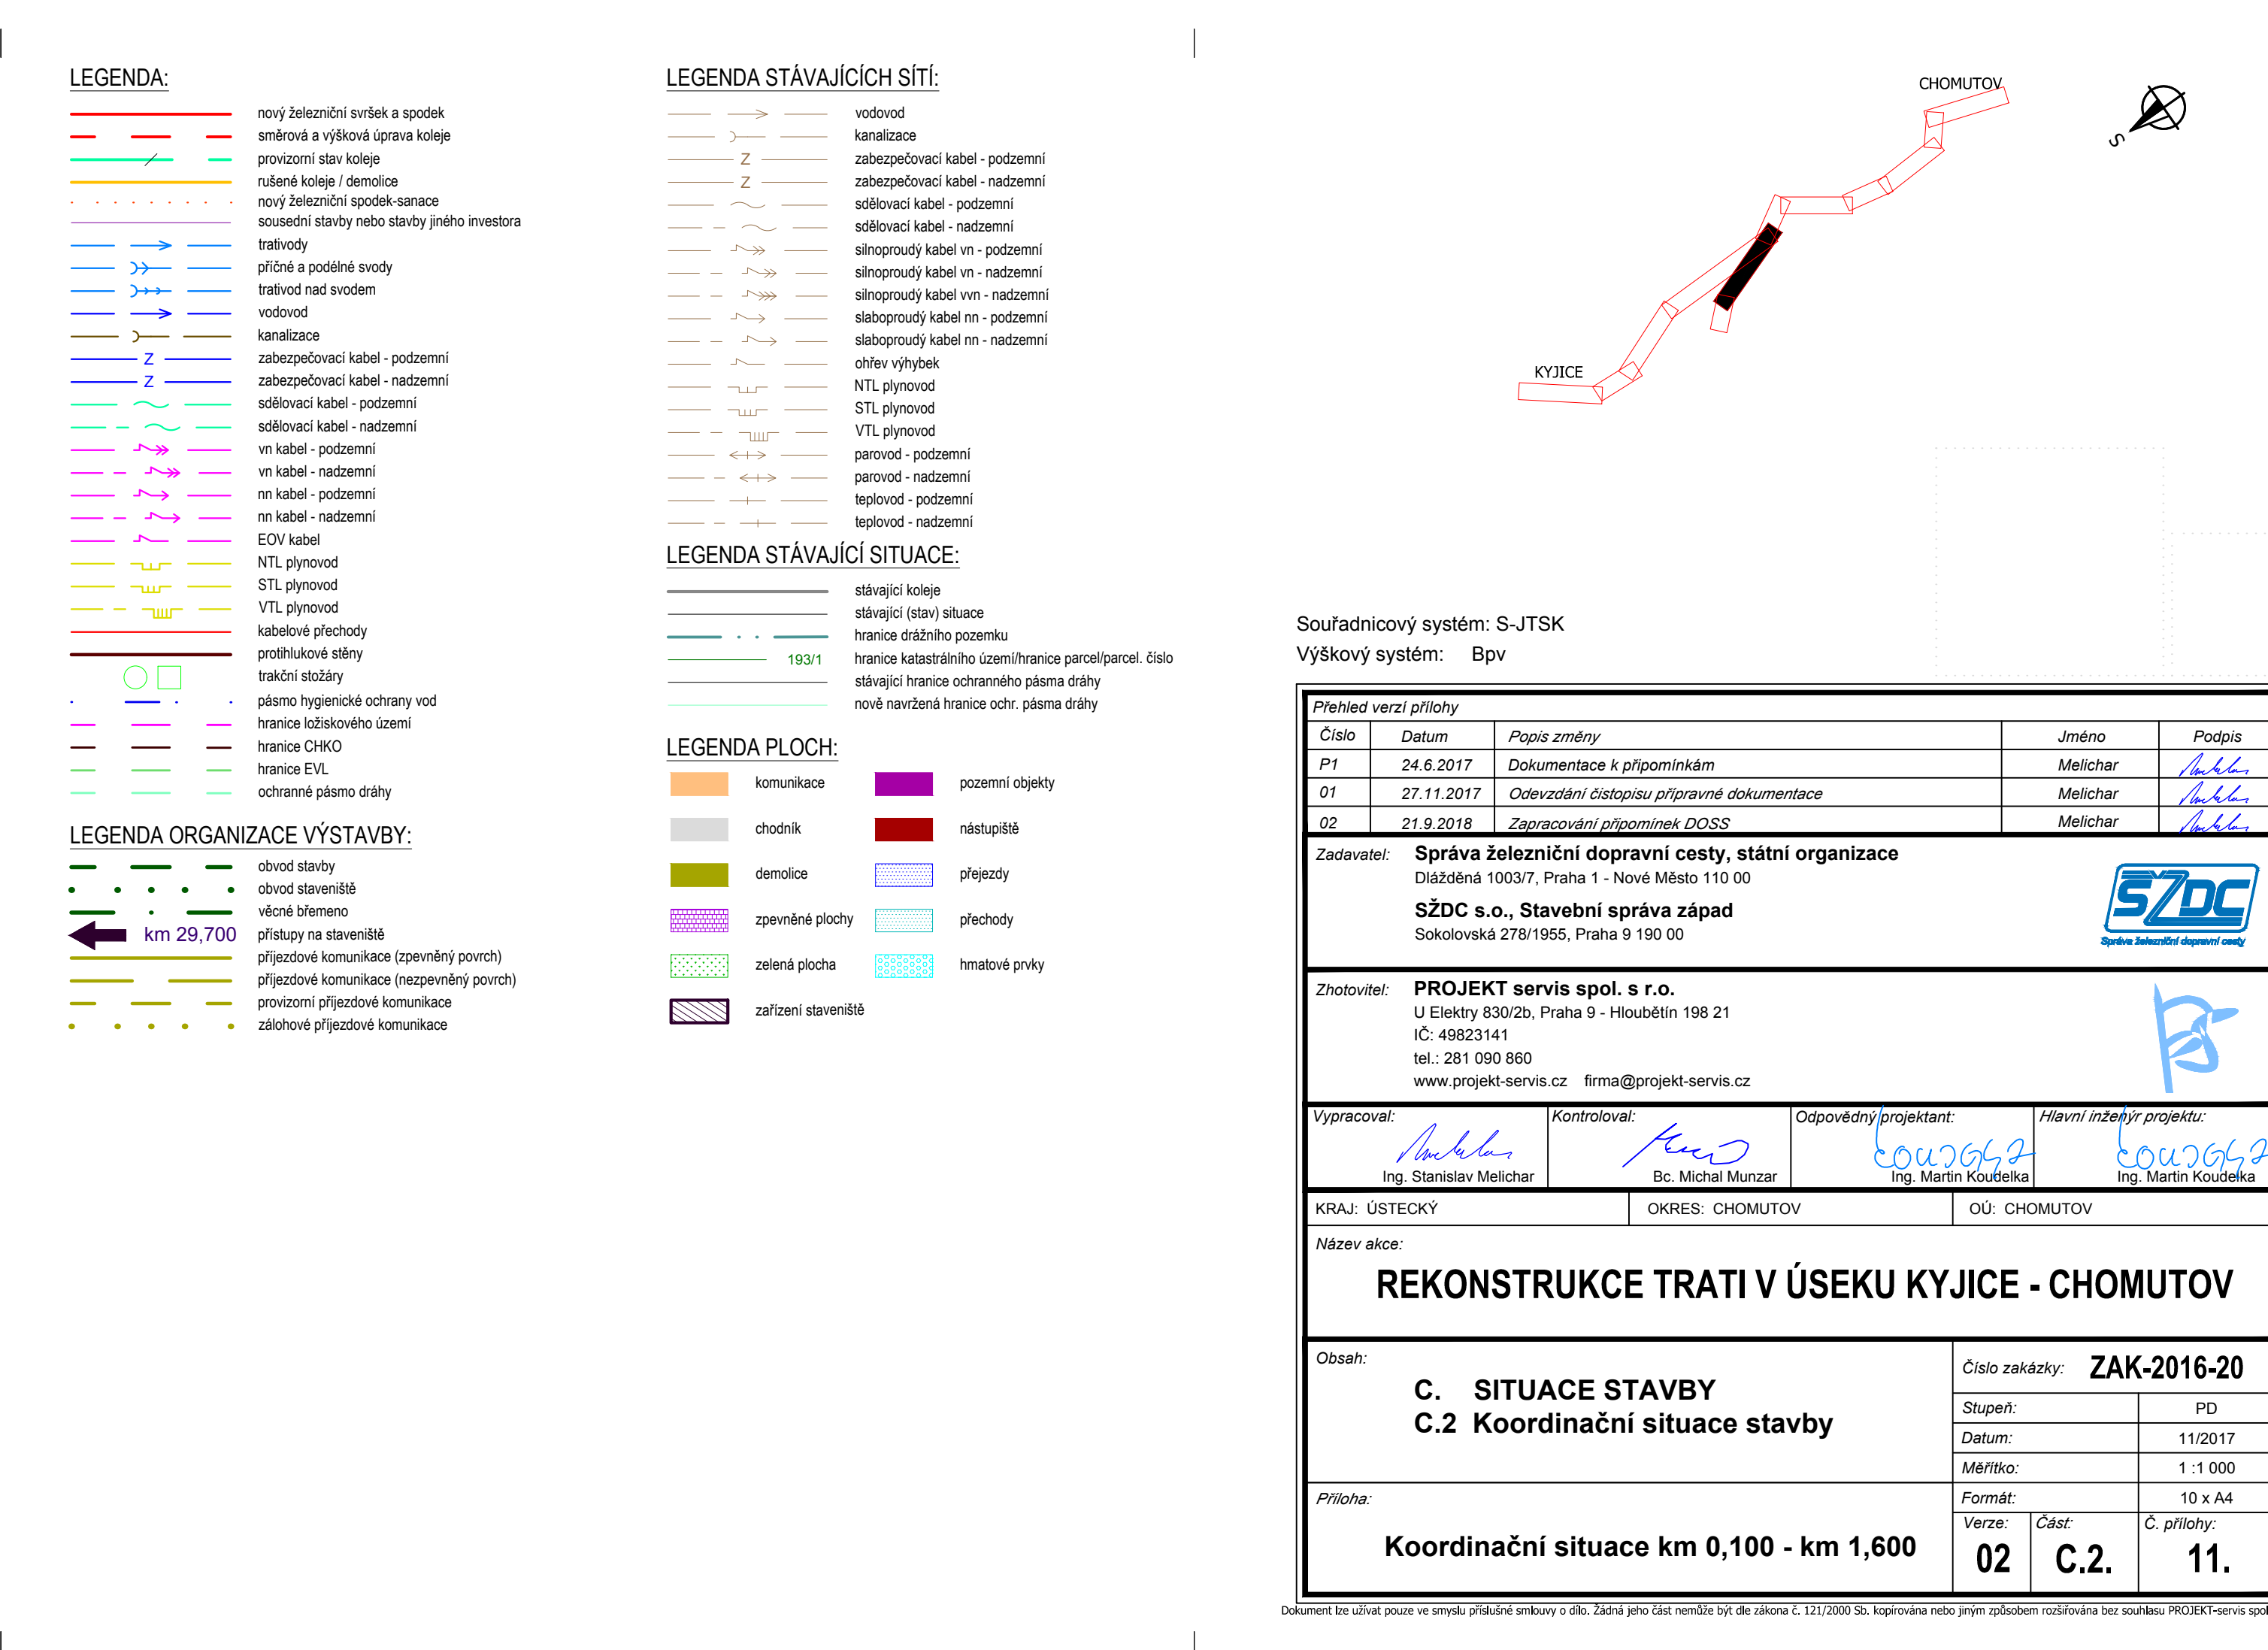 LEGENDA:
nový železniční svršek a spodek
směrová a výšková úprava koleje
provizorní stav koleje
rušené koleje / demolice
nový železniční spodek-sanace
sousední stavby nebo stavby jiného investora
trativody
příčné a podélné svody
trativod nad svodem
vodovod
kanalizace
Z zabezpečovací kabel - podzemní
Z zabezpečovací kabel - nadzemní
sdělovací kabel - podzemní
sdělovací kabel - nadzemní
vn kabel - podzemní
vn kabel - nadzemní
nn kabel - podzemní
nn kabel - nadzemní
EOV kabel
NTL plynovod
STL plynovod
VTL plynovod
kabelové přechody
protihlukové stěny
trakční stožáry
pásmo hygienické ochrany vod
hranice ložiskového území
hranice CHKO
hranice EVL
ochranné pásmo dráhy
LEGENDA ORGANIZACE VÝSTAVBY:
obvod stavby
obvod staveniště
věcné břemeno
km 29,700 přístupy na staveniště
příjezdové komunikace (zpevněný povrch)
příjezdové komunikace (nezpevněný povrch)
provizorní příjezdové komunikace
zálohové příjezdové komunikace
LEGENDA STÁVAJÍCÍCH SÍTÍ:
vodovod
kanalizace
Z zabezpečovací kabel - podzemní
Z zabezpečovací kabel - nadzemní
sdělovací kabel - podzemní
sdělovací kabel - nadzemní
silnoproudý kabel vn - podzemní
silnoproudý kabel vn - nadzemní
silnoproudý kabel vvn - nadzemní
slaboproudý kabel nn - podzemní
slaboproudý kabel nn - nadzemní
ohřev výhybek
NTL plynovod
STL plynovod
VTL plynovod
parovod - podzemní
parovod - nadzemní
teplovod - podzemní
teplovod - nadzemní
LEGENDA STÁVAJÍCÍ SITUACE:
stávající koleje
stávající (stav) situace
hranice drážního pozemku
193/1 hranice katastrálního území/hranice parcel/parcel. číslo
stávající hranice ochranného pásma dráhy
nově navržená hranice ochr. pásma dráhy
LEGENDA PLOCH:
komunikace pozemní objekty
chodník nástupiště
demolice přejezdy
zpevněné plochy přechody
zelená plocha hmatové prvky
zařízení staveniště
CHOMUTOV
S
KYJICE
Souřadnicový systém: S-JTSK
Výškový systém: Bpv
Přehled verzí přílohy
Číslo Datum Popis změny Jméno Podpis
P1 24.6.2017 Dokumentace k připomínkám Melichar
01 27.11.2017 Odevzdání čistopisu přípravné dokumentace Melichar
02 21.9.2018 Zapracování připomínek DOSS Melichar
Zadavatel: Správa železniční dopravní cesty, státní organizace
Dlážděná 1003/7, Praha 1 - Nové Město 110 00
SŽDC s.o., Stavební správa západ
Sokolovská 278/1955, Praha 9 190 00
SŽDC
Správa železniční dopravní cesty
Zhotovitel: PROJEKT servis spol. s r.o.
U Elektry 830/2b, Praha 9 - Hloubětín 198 21
IČ: 49823141
tel.: 281 090 860
www.projekt-servis.cz firma@projekt-servis.cz
Vypracoval: Kontroloval: Odpovědný projektant: Hlavní inženýr projektu:
Ing. Stanislav Melichar Bc. Michal Munzar Ing. Martin Koudelka Ing. Martin Koudelka
KRAJ: ÚSTECKÝ OKRES: CHOMUTOV OÚ: CHOMUTOV
Název akce:
REKONSTRUKCE TRATI V ÚSEKU KYJICE - CHOMUTOV
Obsah:
C. SITUACE STAVBY
C.2 Koordinační situace stavby
Číslo zakázky: ZAK-2016-20
Stupeň: PD
Datum: 11/2017
Měřítko: 1 :1 000
Formát: 10 x A4
Příloha:
Koordinační situace km 0,100 - km 1,600
Verze: Část: Č. přílohy:
02 C.2. 11.
Dokument lze užívat pouze ve smyslu příslušné smlouvy o dílo. Žádná jeho část nemůže být dle zákona č. 121/2000 Sb. kopírována nebo jiným způsobem rozšiřována bez souhlasu PROJEKT-servis spol